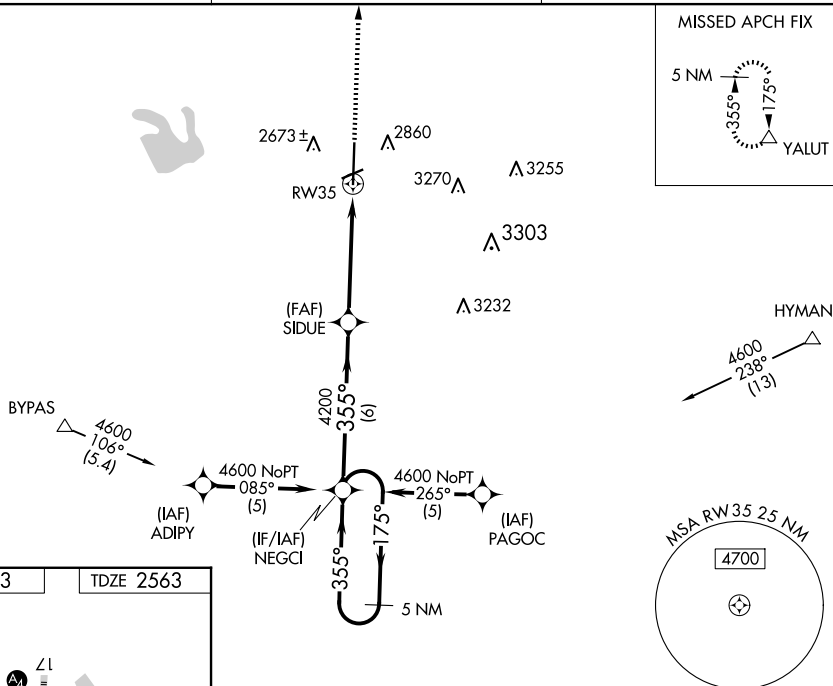 MISSED APCH FIX
5 NM
355°
175°
YALUT
2673 ±
2860
3270
3255
RW35
3303
(FAF)
SIDUE
3232
HYMAN
4600
238°
(13)
4200
355°
(6)
BYPAS
4600
106°
(5.4)
4600 NoPT
085°
(5)
4600 NoPT
265°
(5)
(IAF)
ADIPY
(IF/IAF)
NEGCI
(IAF)
PAGOC
355°
175°
5 NM
MSA RW35 25 NM
4700
3
TDZE 2563
17
A4